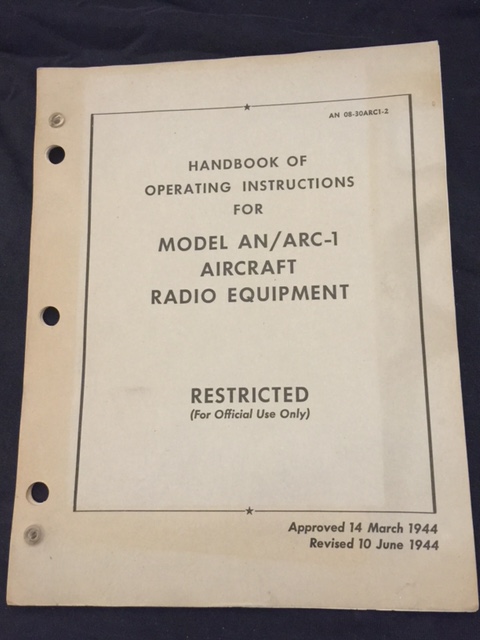 AN 08-30ARC1-2
HANDBOOK OF
OPERATING INSTRUCTIONS
FOR
MODEL AN/ARC-1
AIRCRAFT
RADIO EQUIPMENT
RESTRICTED
(For Official Use Only)
Approved 14 March 1944
Revised 10 June 1944